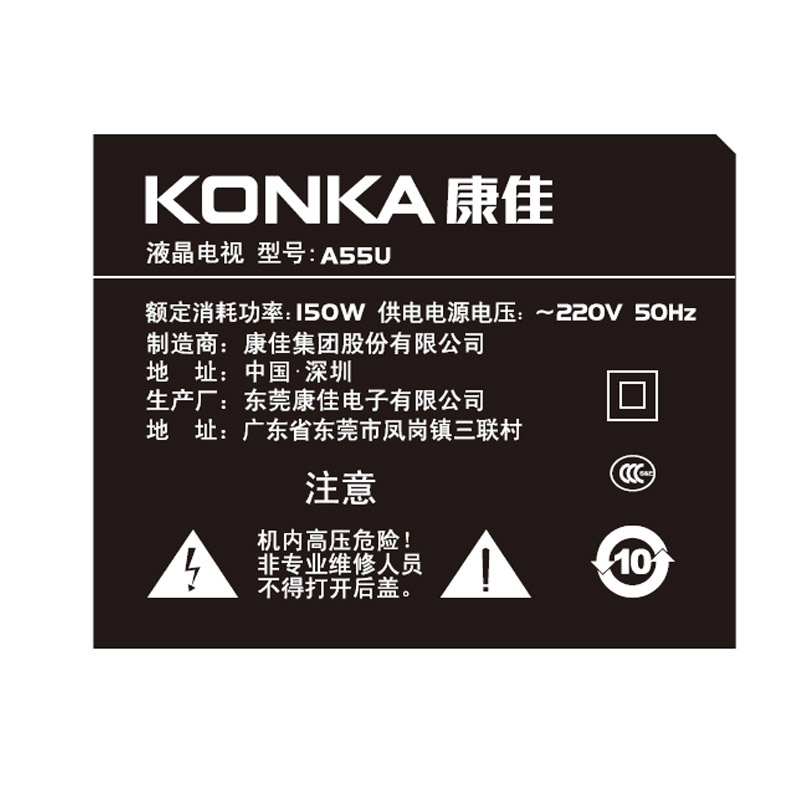 KONKA 康佳
液晶电视 型号: A55U
额定消耗功率: 150W 供电电源电压: ~220V 50Hz
制造商: 康佳集团股份有限公司
地 址: 中国·深圳
生产厂: 东莞康佳电子有限公司
地 址: 广东省东莞市凤岗镇三联村
注意
机内高压危险!
非专业维修人员
不得打开后盖。
CCC S&E
10